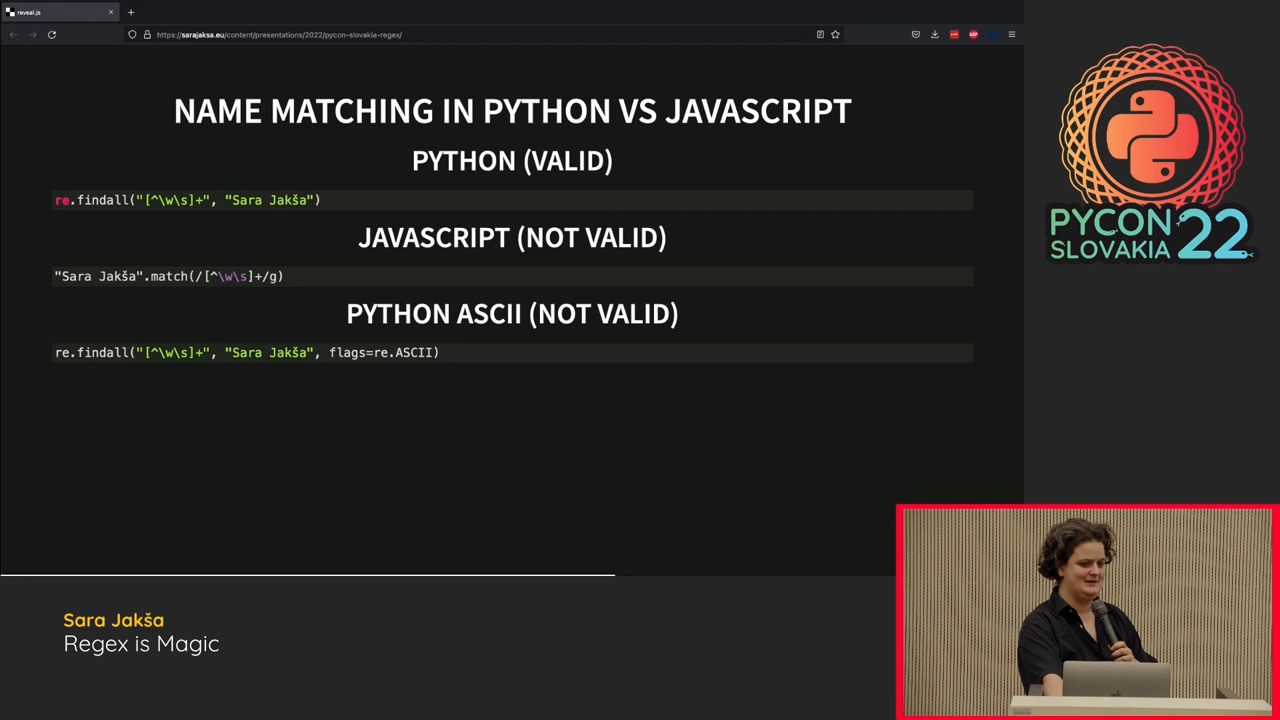 reveal.js
https://sarajaksa.eu/content/presentations/2022/pycon-slovakia-regex/
NAME MATCHING IN PYTHON VS JAVASCRIPT
PYTHON (VALID)
re.findall("[^\w\s]+", "Sara Jakša")
JAVASCRIPT (NOT VALID)
"Sara Jakša".match(/[^\w\s]+/g)
PYTHON ASCII (NOT VALID)
re.findall("[^\w\s]+", "Sara Jakša", flags=re.ASCII)
PYCON
SLOVAKIA
22
Sara Jakša
Regex is Magic